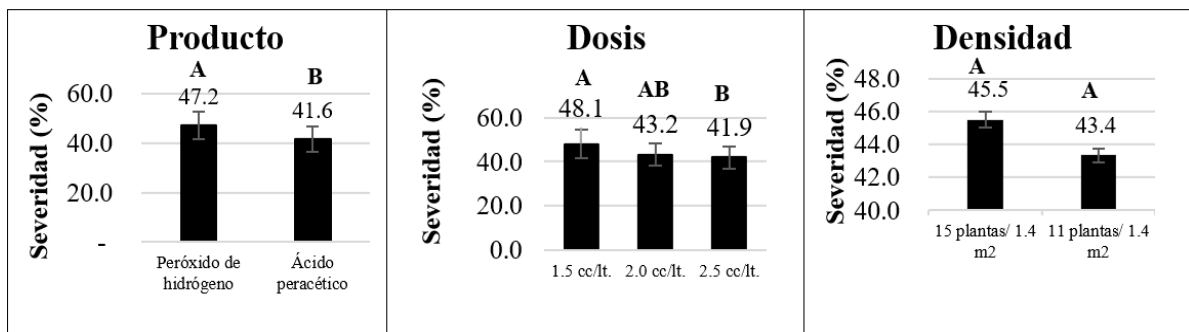 Producto
Severidad (%)
60.0
40.0
20.0
-
A
47.2
B
41.6
Peróxido de
hidrógeno
Ácido
peracético
Dosis
Severidad (%)
60.0
40.0
20.0
0.0
A
48.1
AB
43.2
B
41.9
1.5 cc/lt.
2.0 cc/lt.
2.5 cc/lt.
Densidad
Severidad (%)
48.0
46.0
44.0
42.0
40.0
A
45.5
A
43.4
15 plantas/ 1.4
m2
11 plantas/ 1.4
m2